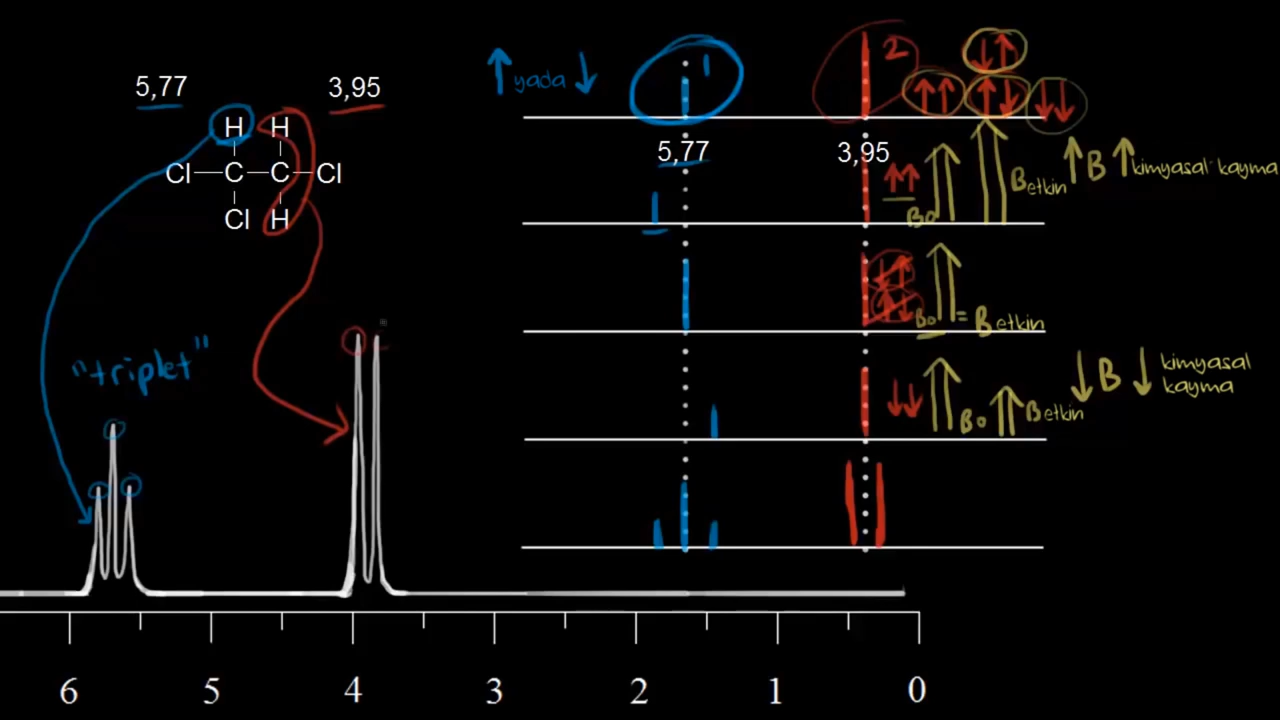 5,77
3,95
H H
Cl C C Cl
Cl H
"triplet"
yada
1
2
5,77
3,95
B0
Betkin
B
kimyasal kayma
B0 = Betkin
B0
Betkin
B
kimyasal
kayma
6 5 4 3 2 1 0